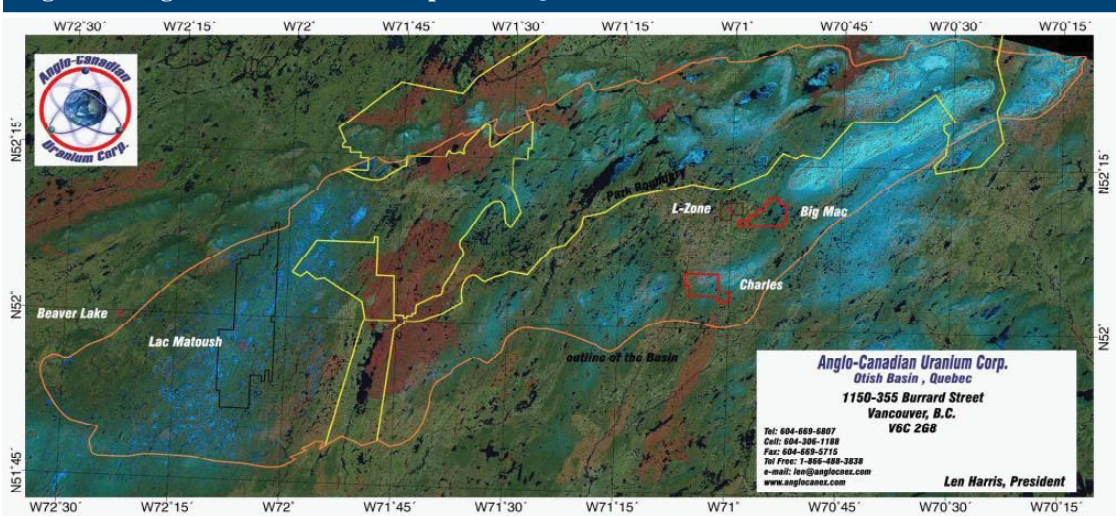 W72°30' W72°15' W72° W71°45' W71°30' W71°15' W71° W70°45' W70°30' W70°15'
Anglo-Canadian
Uranium Corp.
N52°15'
N52°15'
Park Boundary
L-Zone
Big Mac
Charles
N52°
Beaver Lake
Lac Matoush
N52°
outline of the Basin
Anglo-Canadian Uranium Corp.
Otish Basin , Quebec
1150-355 Burrard Street
Vancouver, B.C.
V6C 2G8
Tel: 604-669-6807
Cell: 604-306-1188
Fax: 604-669-5715
Tol Free: 1-866-488-3838
e-mail: len@anglocanex.com
www.anglocanex.com
Len Harris, President
N51°45'
W72°30' W72°15' W72° W71°45' W71°30' W71°15' W71° W70°45' W70°30' W70°15'